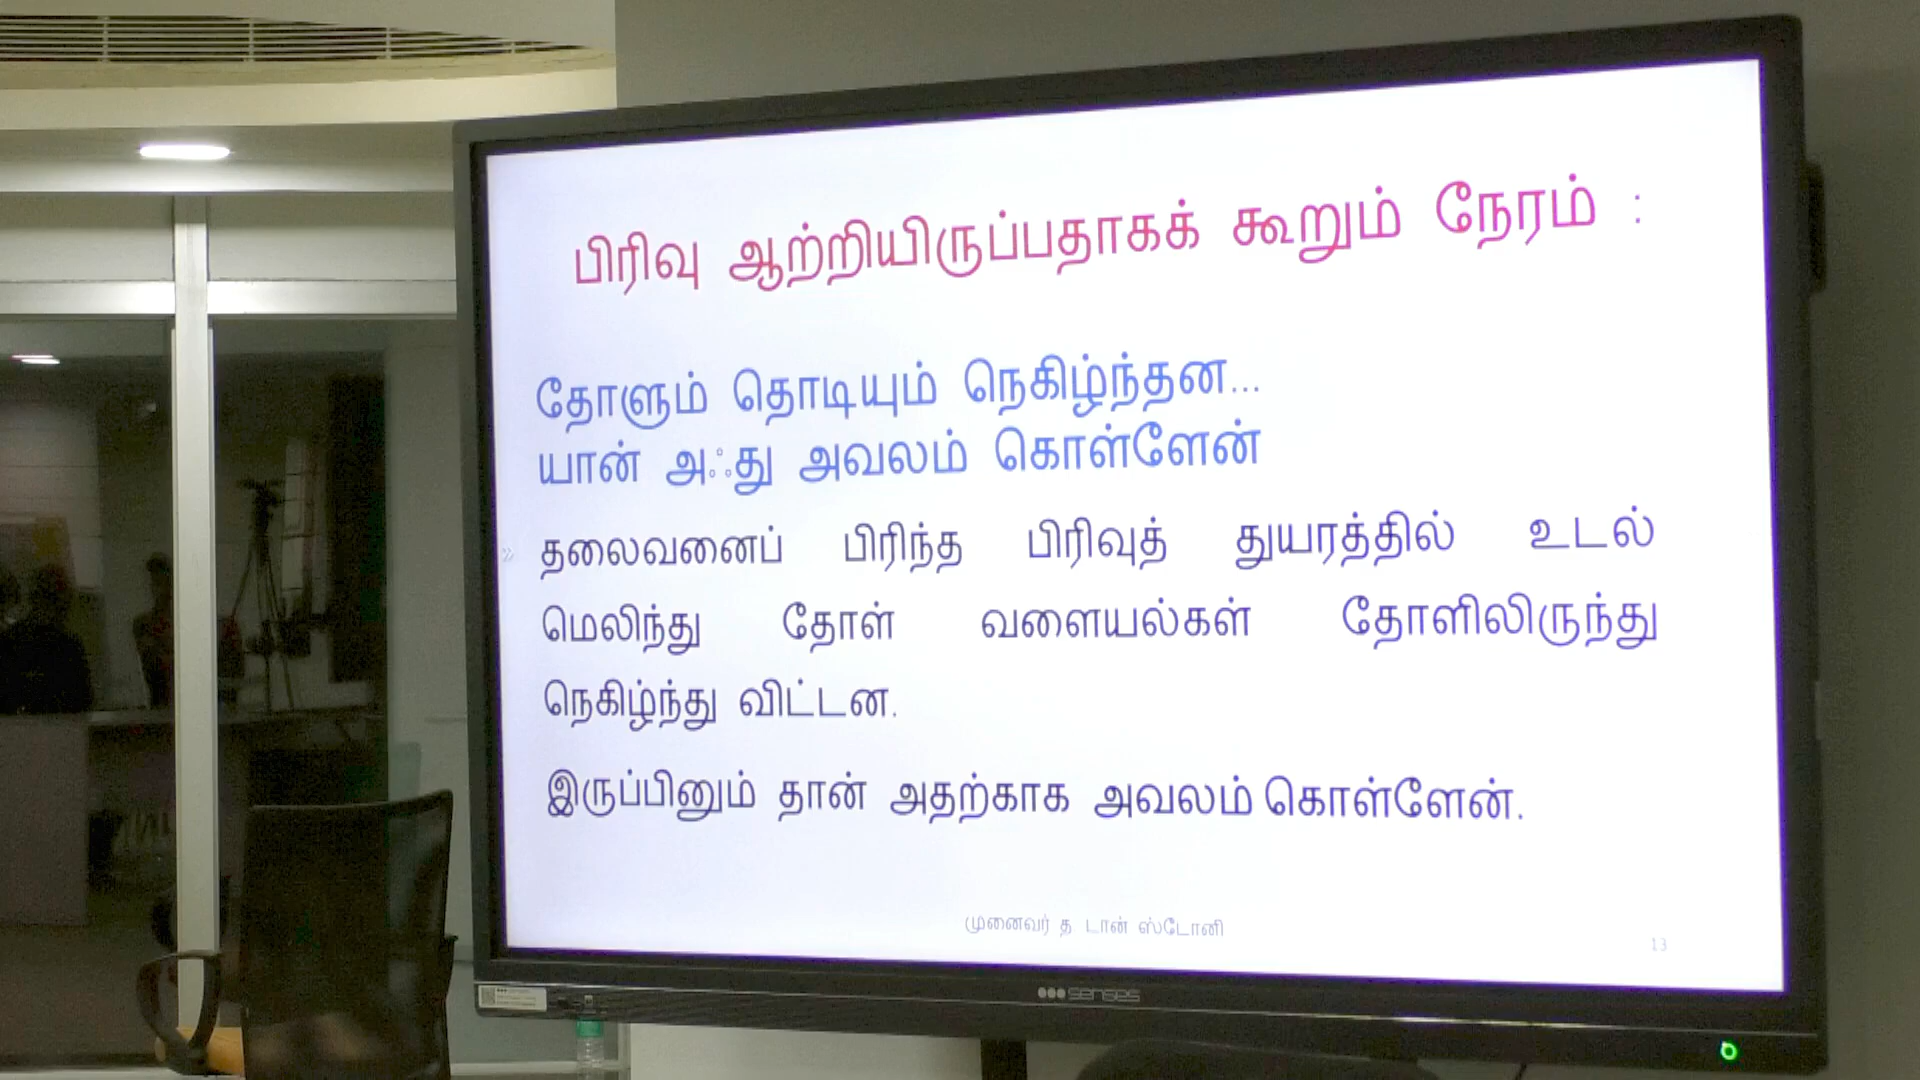 பிரிவு ஆற்றியிருப்பதாகக் கூறும் நேரம் :
தோளும் தொடியும் நெகிழ்ந்தன...
யான் அஃது அவலம் கொள்ளேன்
» தலைவனைப் பிரிந்த பிரிவுத் துயரத்தில் உடல்
மெலிந்து தோள் வளையல்கள் தோளிலிருந்து
நெகிழ்ந்து விட்டன.
இருப்பினும் தான் அதற்காக அவலம் கொள்ளேன்.
முனைவர் த டான் ஸ்டோனி
13
senses